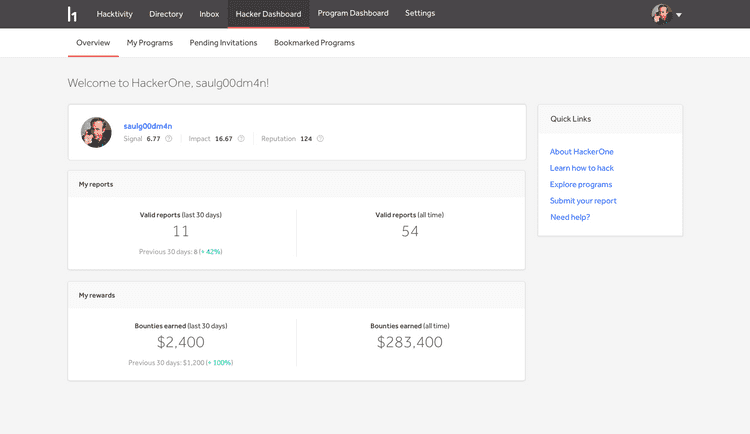 h1 Hacktivity Directory Inbox Hacker Dashboard Program Dashboard Settings
Overview My Programs Pending Invitations Bookmarked Programs
Welcome to HackerOne, saulg00dm4n!
saulg00dm4n
Signal 6.77 ? Impact 16.67 ? Reputation 124 ?
My reports
Valid reports (last 30 days)
11
Previous 30 days: 8 (+ 42%)
Valid reports (all time)
54
My rewards
Bounties earned (last 30 days)
$2,400
Previous 30 days: $1,200 (+ 100%)
Bounties earned (all time)
$283,400
Quick Links
About HackerOne
Learn how to hack
Explore programs
Submit your report
Need help?